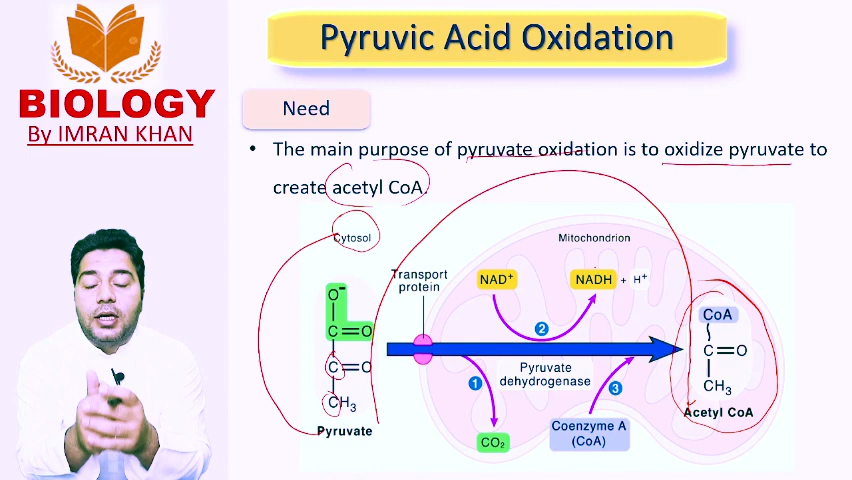 Pyruvic Acid Oxidation
BIOLOGY
By IMRAN KHAN
Need
• The main purpose of pyruvate oxidation is to oxidize pyruvate to
create acetyl CoA.
Cytosol
Mitochondrion
Transport
protein
NAD⁺
NADH + H⁺
O⁻
C=O
C=O
CH₃
Pyruvate
2
Pyruvate
dehydrogenase
1
3
CO₂
Coenzyme A
(CoA)
CoA
S
C=O
CH₃
Acetyl CoA